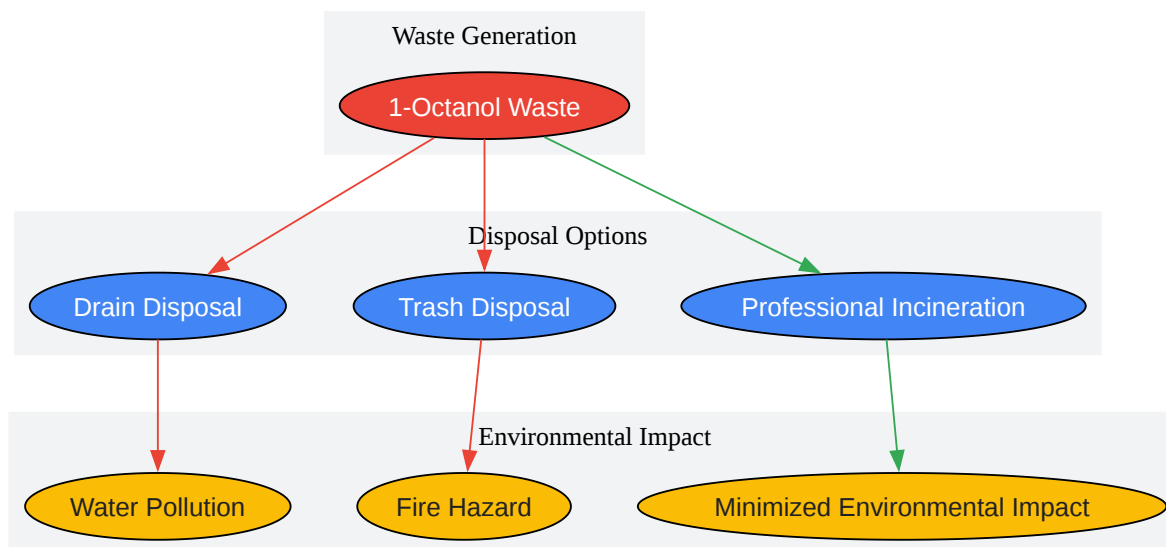 Waste Generation
1-Octanol Waste
Disposal Options
Drain Disposal
Trash Disposal
Professional Incineration
Environmental Impact
Water Pollution
Fire Hazard
Minimized Environmental Impact